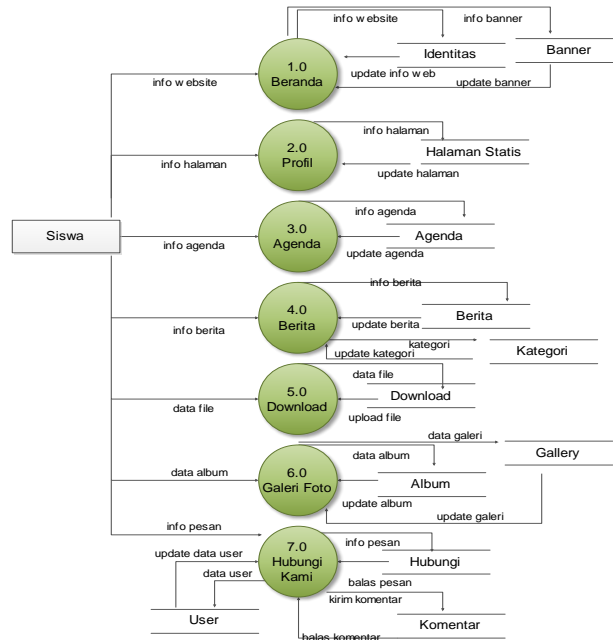 info website
info banner
1.0
Beranda
Identitas
Banner
update info web
update banner
info website
2.0
Profil
info halaman
Halaman Statis
info halaman
update halaman
Siswa
3.0
Agenda
info agenda
Agenda
info agenda
update agenda
4.0
Berita
info berita
Berita
info berita
update berita
kategori
update kategori
Kategori
5.0
Download
data file
Download
data file
upload file
6.0
Galeri Foto
data galeri
data album
Gallery
data album
Album
update album
update galeri
info pesan
7.0
Hubungi
Kami
info pesan
update data user
Hubungi
data user
balas pesan
kirim komentar
User
Komentar
balas komentar